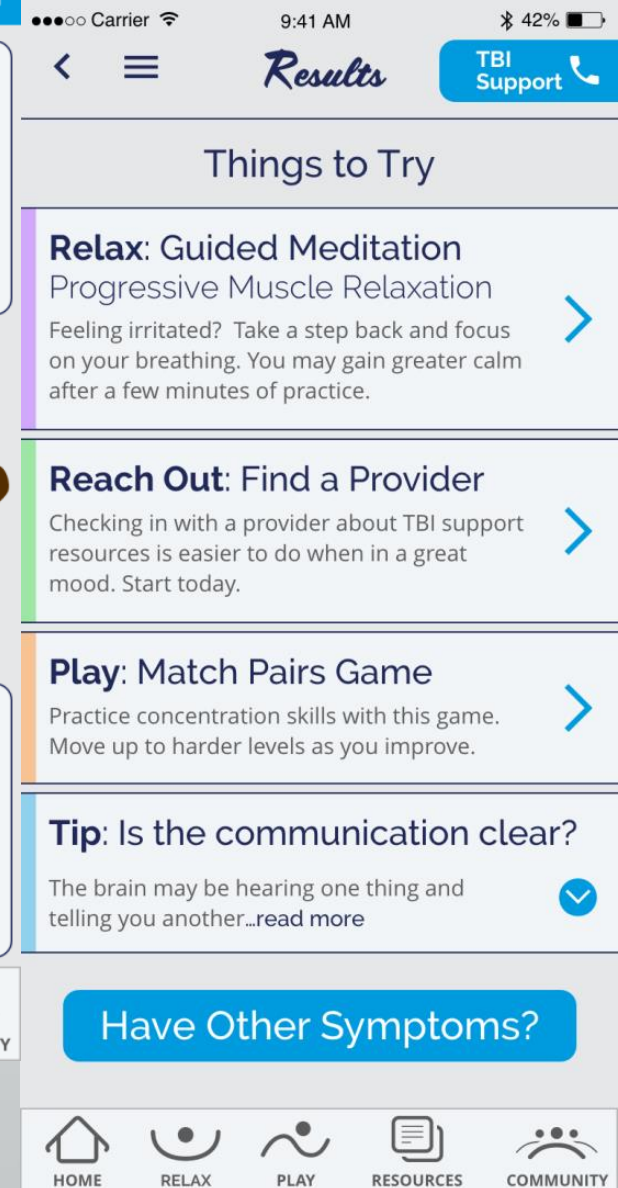 Carrier 9:41 AM 42%
Results
TBI
Support
Things to Try
Relax: Guided Meditation
Progressive Muscle Relaxation
Feeling irritated? Take a step back and focus
on your breathing. You may gain greater calm
after a few minutes of practice.
Reach Out: Find a Provider
Checking in with a provider about TBI support
resources is easier to do when in a great
mood. Start today.
Play: Match Pairs Game
Practice concentration skills with this game.
Move up to harder levels as you improve.
Tip: Is the communication clear?
The brain may be hearing one thing and
telling you another...read more
Have Other Symptoms?
Y
HOME RELAX PLAY RESOURCES COMMUNITY